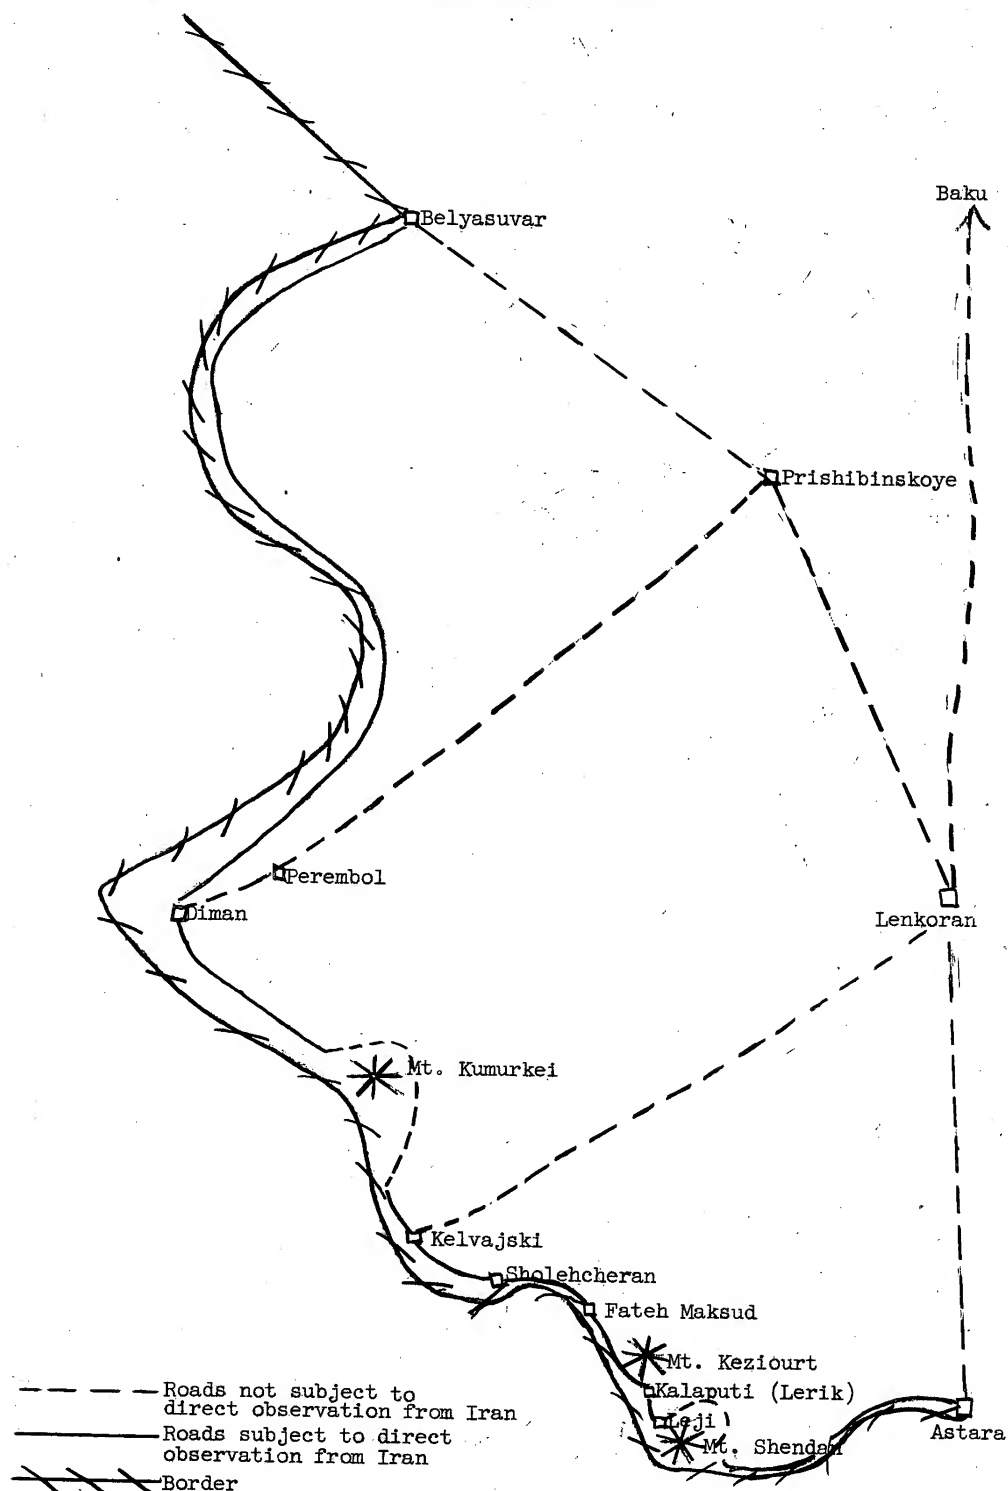 Baku
Belyasuvar
Prishibinskoye
Perembol
Diman
Lenkoran
Mt. Kumurkei
Kelvajski
Sholehcheran
Fateh Maksud
Mt. Keziourt
Kalaputi (Lerik)
Leji
Mt. Shendan
Astara
Roads not subject to
direct observation from Iran
Roads subject to direct
observation from Iran
Border